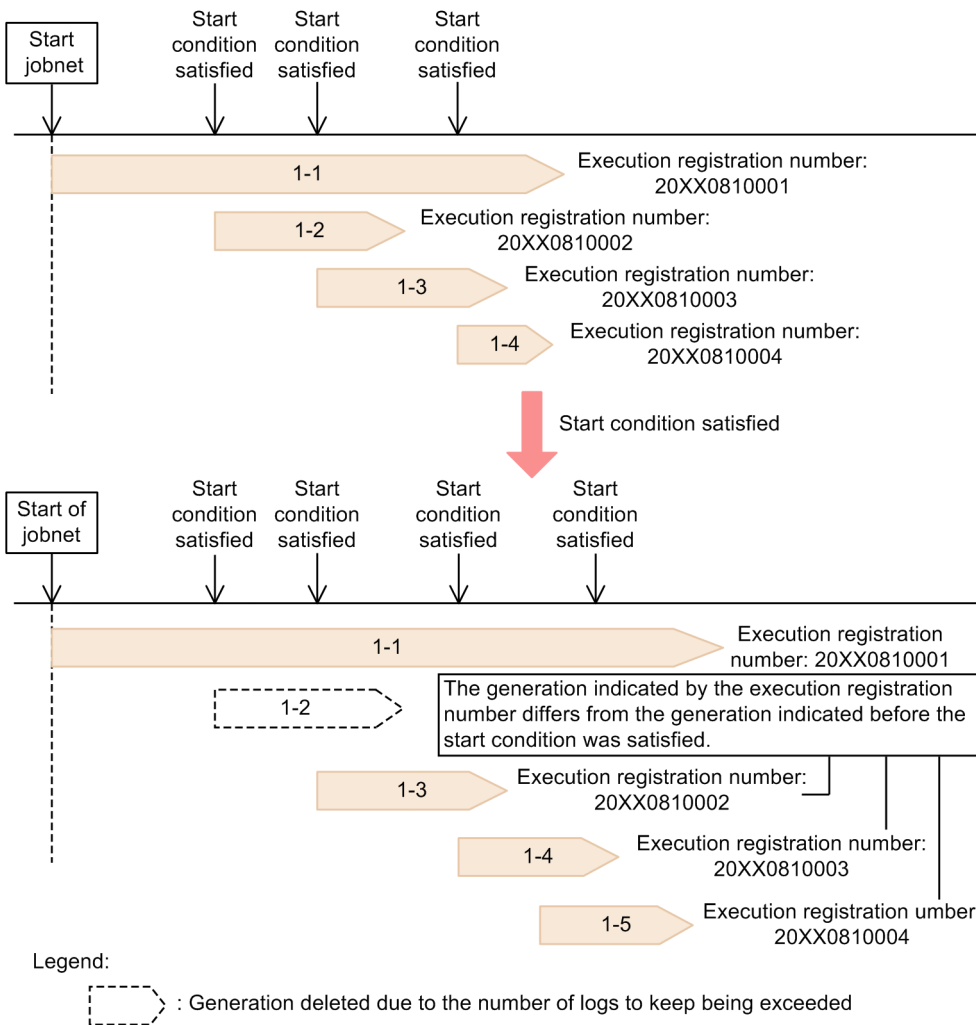 Start
jobnet
Start
condition
satisfied
Start
condition
satisfied
Start
condition
satisfied
1-1
Execution registration number:
20XX0810001
1-2
Execution registration number:
20XX0810002
1-3
Execution registration number:
20XX0810003
1-4
Execution registration number:
20XX0810004
Start condition satisfied
Start of
jobnet
Start
condition
satisfied
Start
condition
satisfied
Start
condition
satisfied
Start
condition
satisfied
1-1
Execution registration
number: 20XX0810001
1-2
The generation indicated by the execution registration
number differs from the generation indicated before the
start condition was satisfied.
1-3
Execution registration number:
20XX0810002
1-4
Execution registration number:
20XX0810003
1-5
Execution registration umber
20XX0810004
Legend:
: Generation deleted due to the number of logs to keep being exceeded